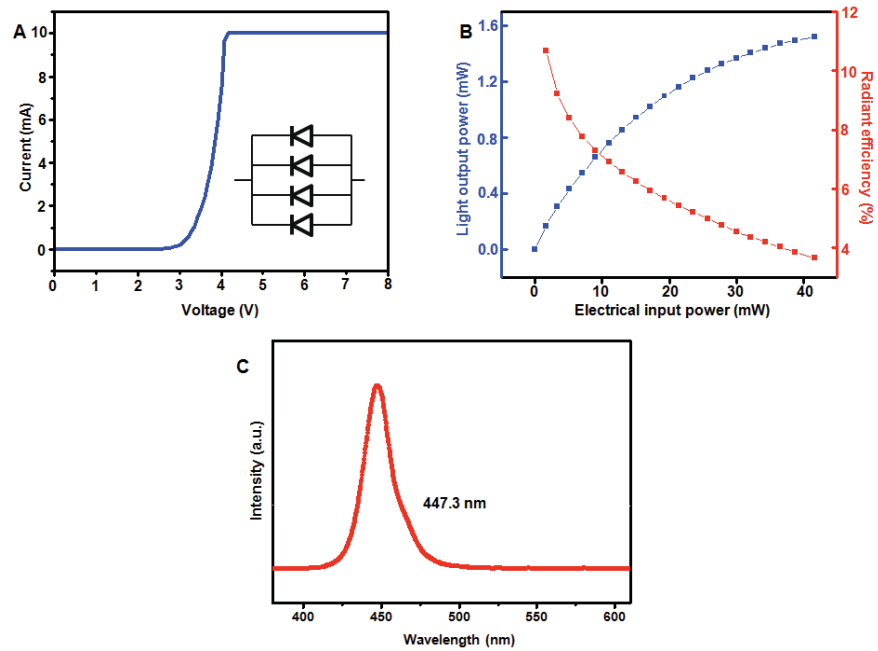 A
Current (mA)
10
8
6
4
2
0
0 1 2 3 4 5 6 7 8
Voltage (V)
B
Light output power (mW)
1.6
1.2
0.8
0.4
0.0
0 10 20 30 40
Electrical input power (mW)
12
10
8
6
4
Radiant efficiency (%)
C
Intensity (a.u.)
447.3 nm
400 450 500 550 600
Wavelength (nm)